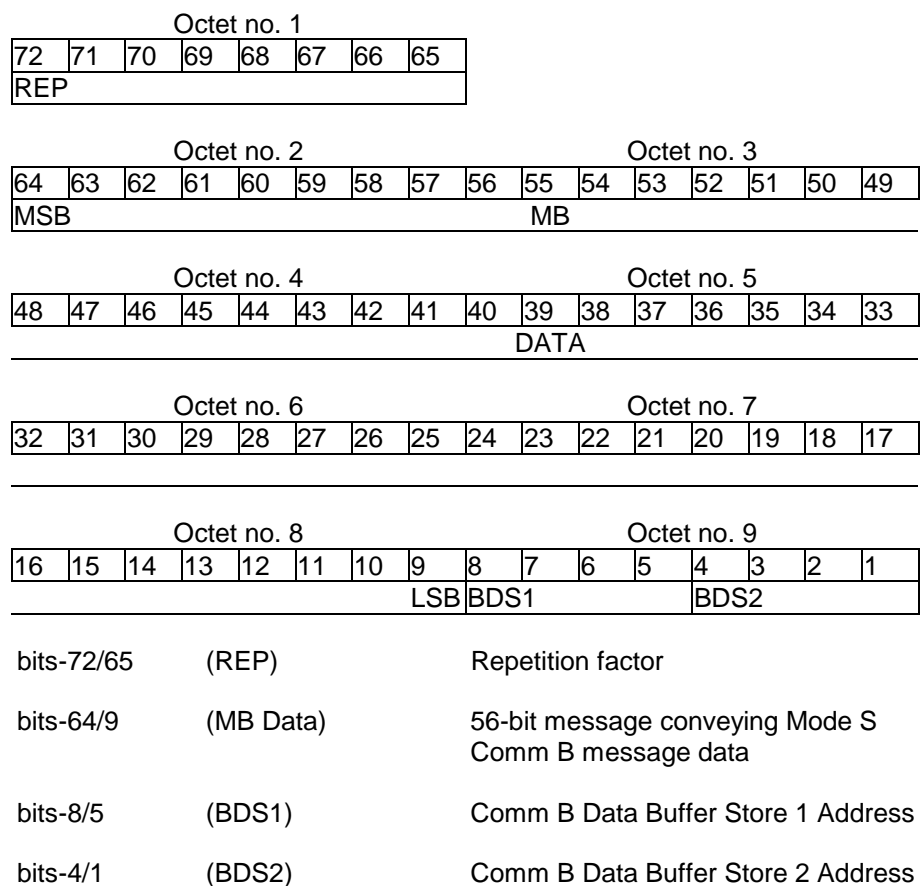 Octet no. 1
72 71 70 69 68 67 66 65
REP
Octet no. 2 Octet no. 3
64 63 62 61 60 59 58 57 56 55 54 53 52 51 50 49
MSB MB
Octet no. 4 Octet no. 5
48 47 46 45 44 43 42 41 40 39 38 37 36 35 34 33
DATA
Octet no. 6 Octet no. 7
32 31 30 29 28 27 26 25 24 23 22 21 20 19 18 17
Octet no. 8 Octet no. 9
16 15 14 13 12 11 10 9 8 7 6 5 4 3 2 1
LSB BDS1 BDS2
bits-72/65 (REP) Repetition factor
bits-64/9 (MB Data) 56-bit message conveying Mode S
Comm B message data
bits-8/5 (BDS1) Comm B Data Buffer Store 1 Address
bits-4/1 (BDS2) Comm B Data Buffer Store 2 Address